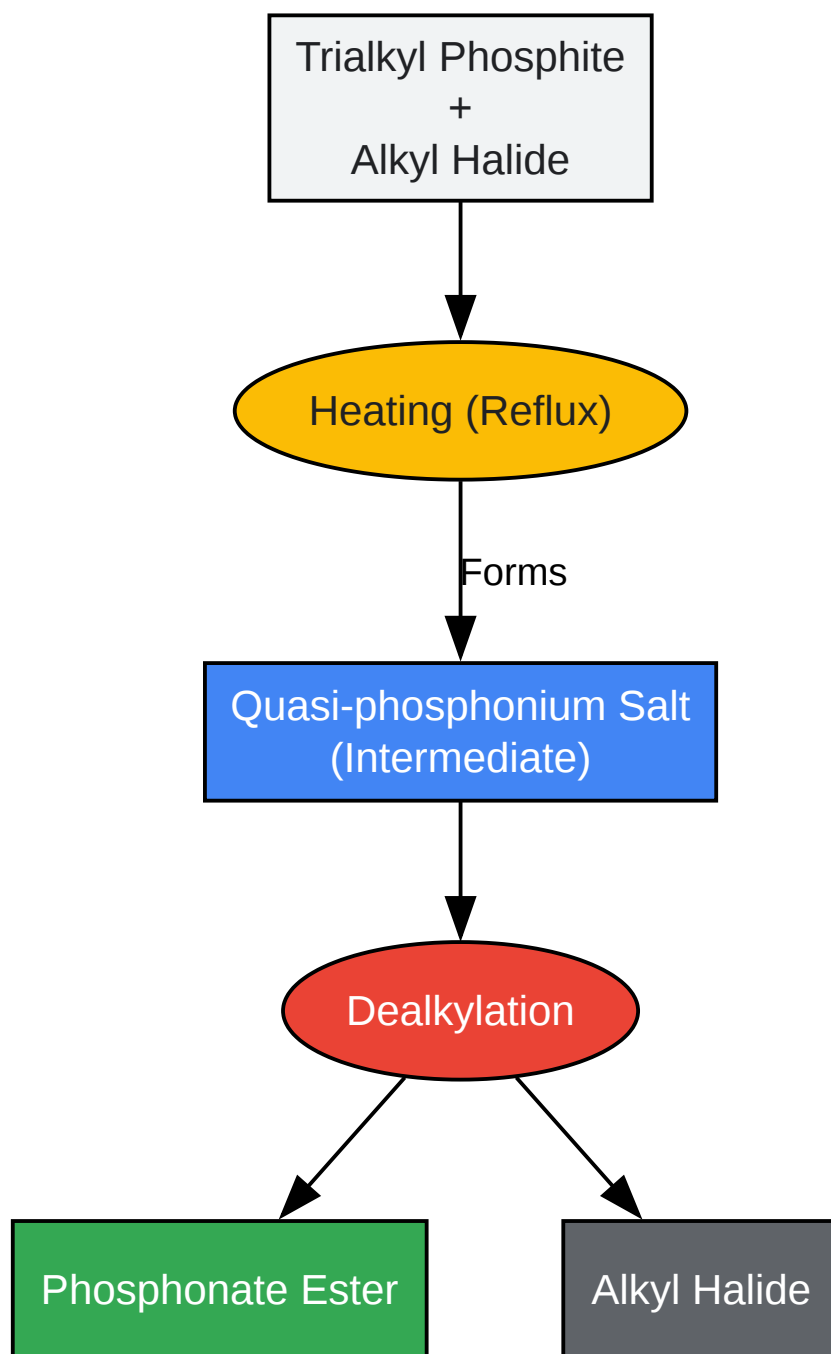 Trialkyl Phosphite
+
Alkyl Halide
Heating (Reflux)
Forms
Quasi-phosphonium Salt
(Intermediate)
Dealkylation
Phosphonate Ester
Alkyl Halide